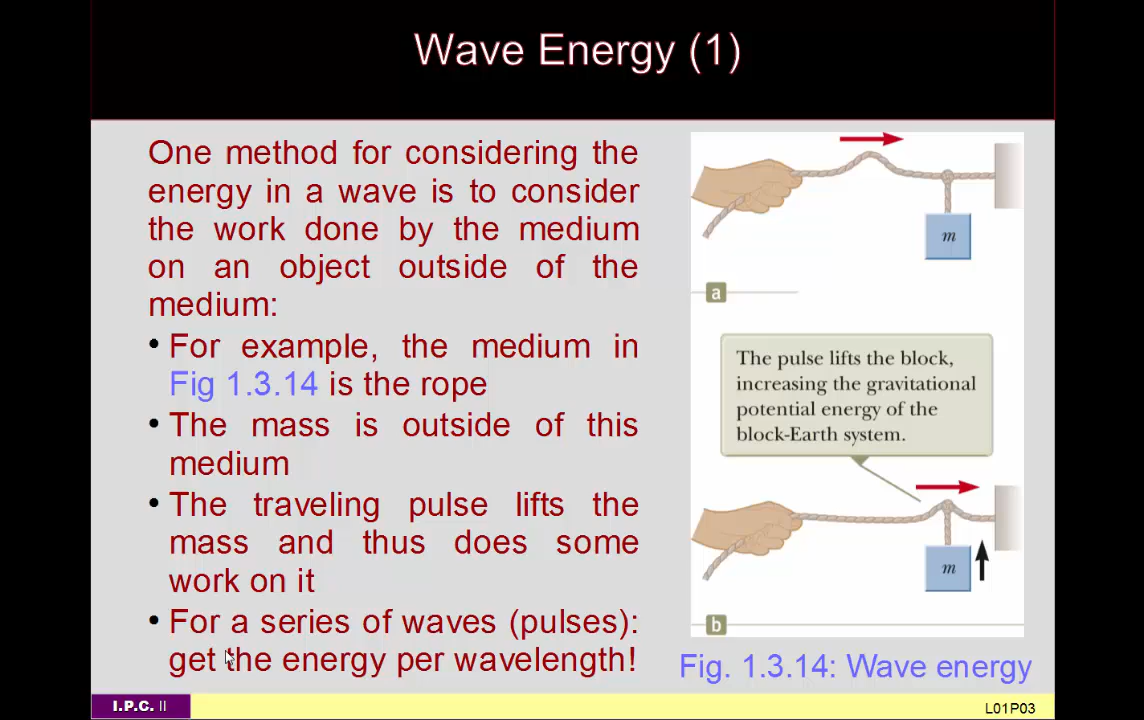 Wave Energy (1)
One method for considering the
energy in a wave is to consider
the work done by the medium
on an object outside of the
medium:
• For example, the medium in
Fig 1.3.14 is the rope
• The mass is outside of this
medium
• The traveling pulse lifts the
mass and thus does some
work on it
• For a series of waves (pulses):
get the energy per wavelength!
m
a
The pulse lifts the block,
increasing the gravitational
potential energy of the
block-Earth system.
m
b
Fig. 1.3.14: Wave energy
I.P.C. II
L01P03